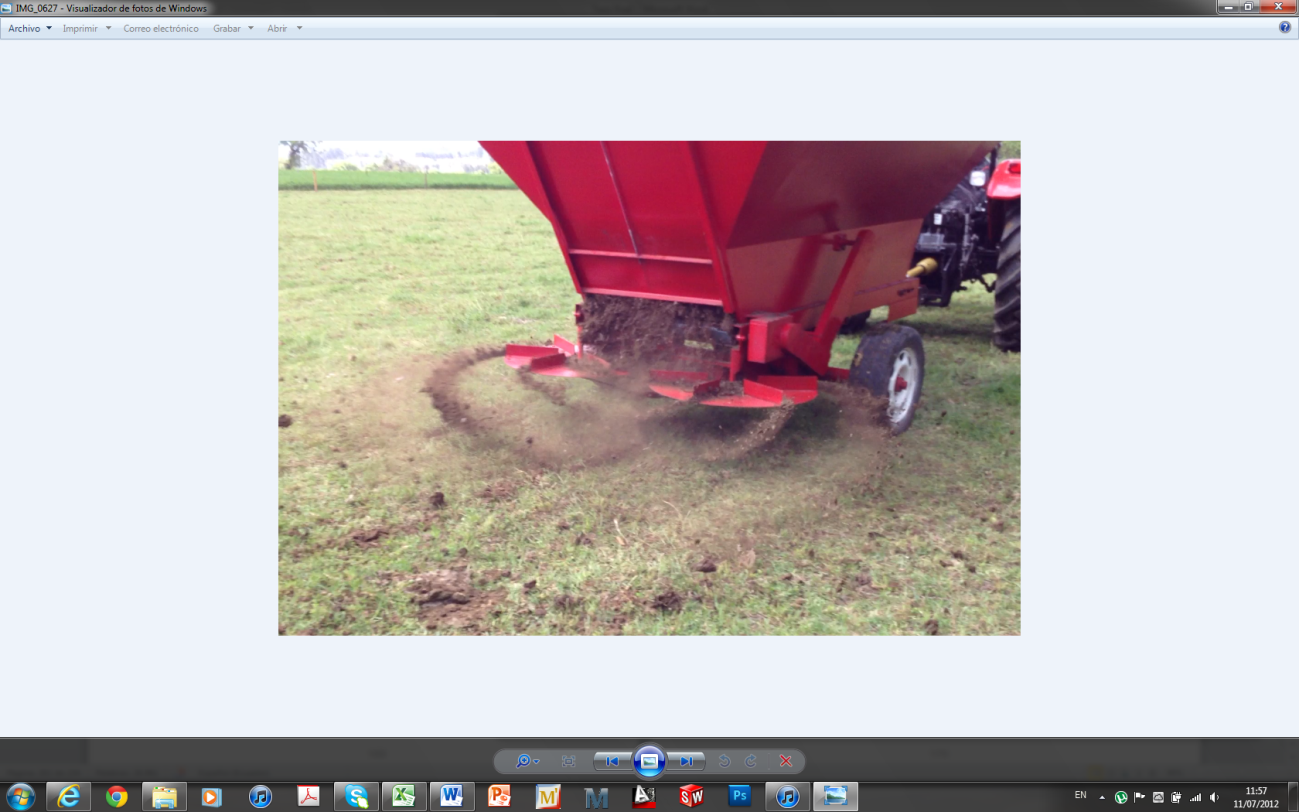 IMG_0627 - Visualizador de fotos de Windows
Archivo Imprimir Correo electrónico Grabar Abrir
EN
11:57
11/07/2012